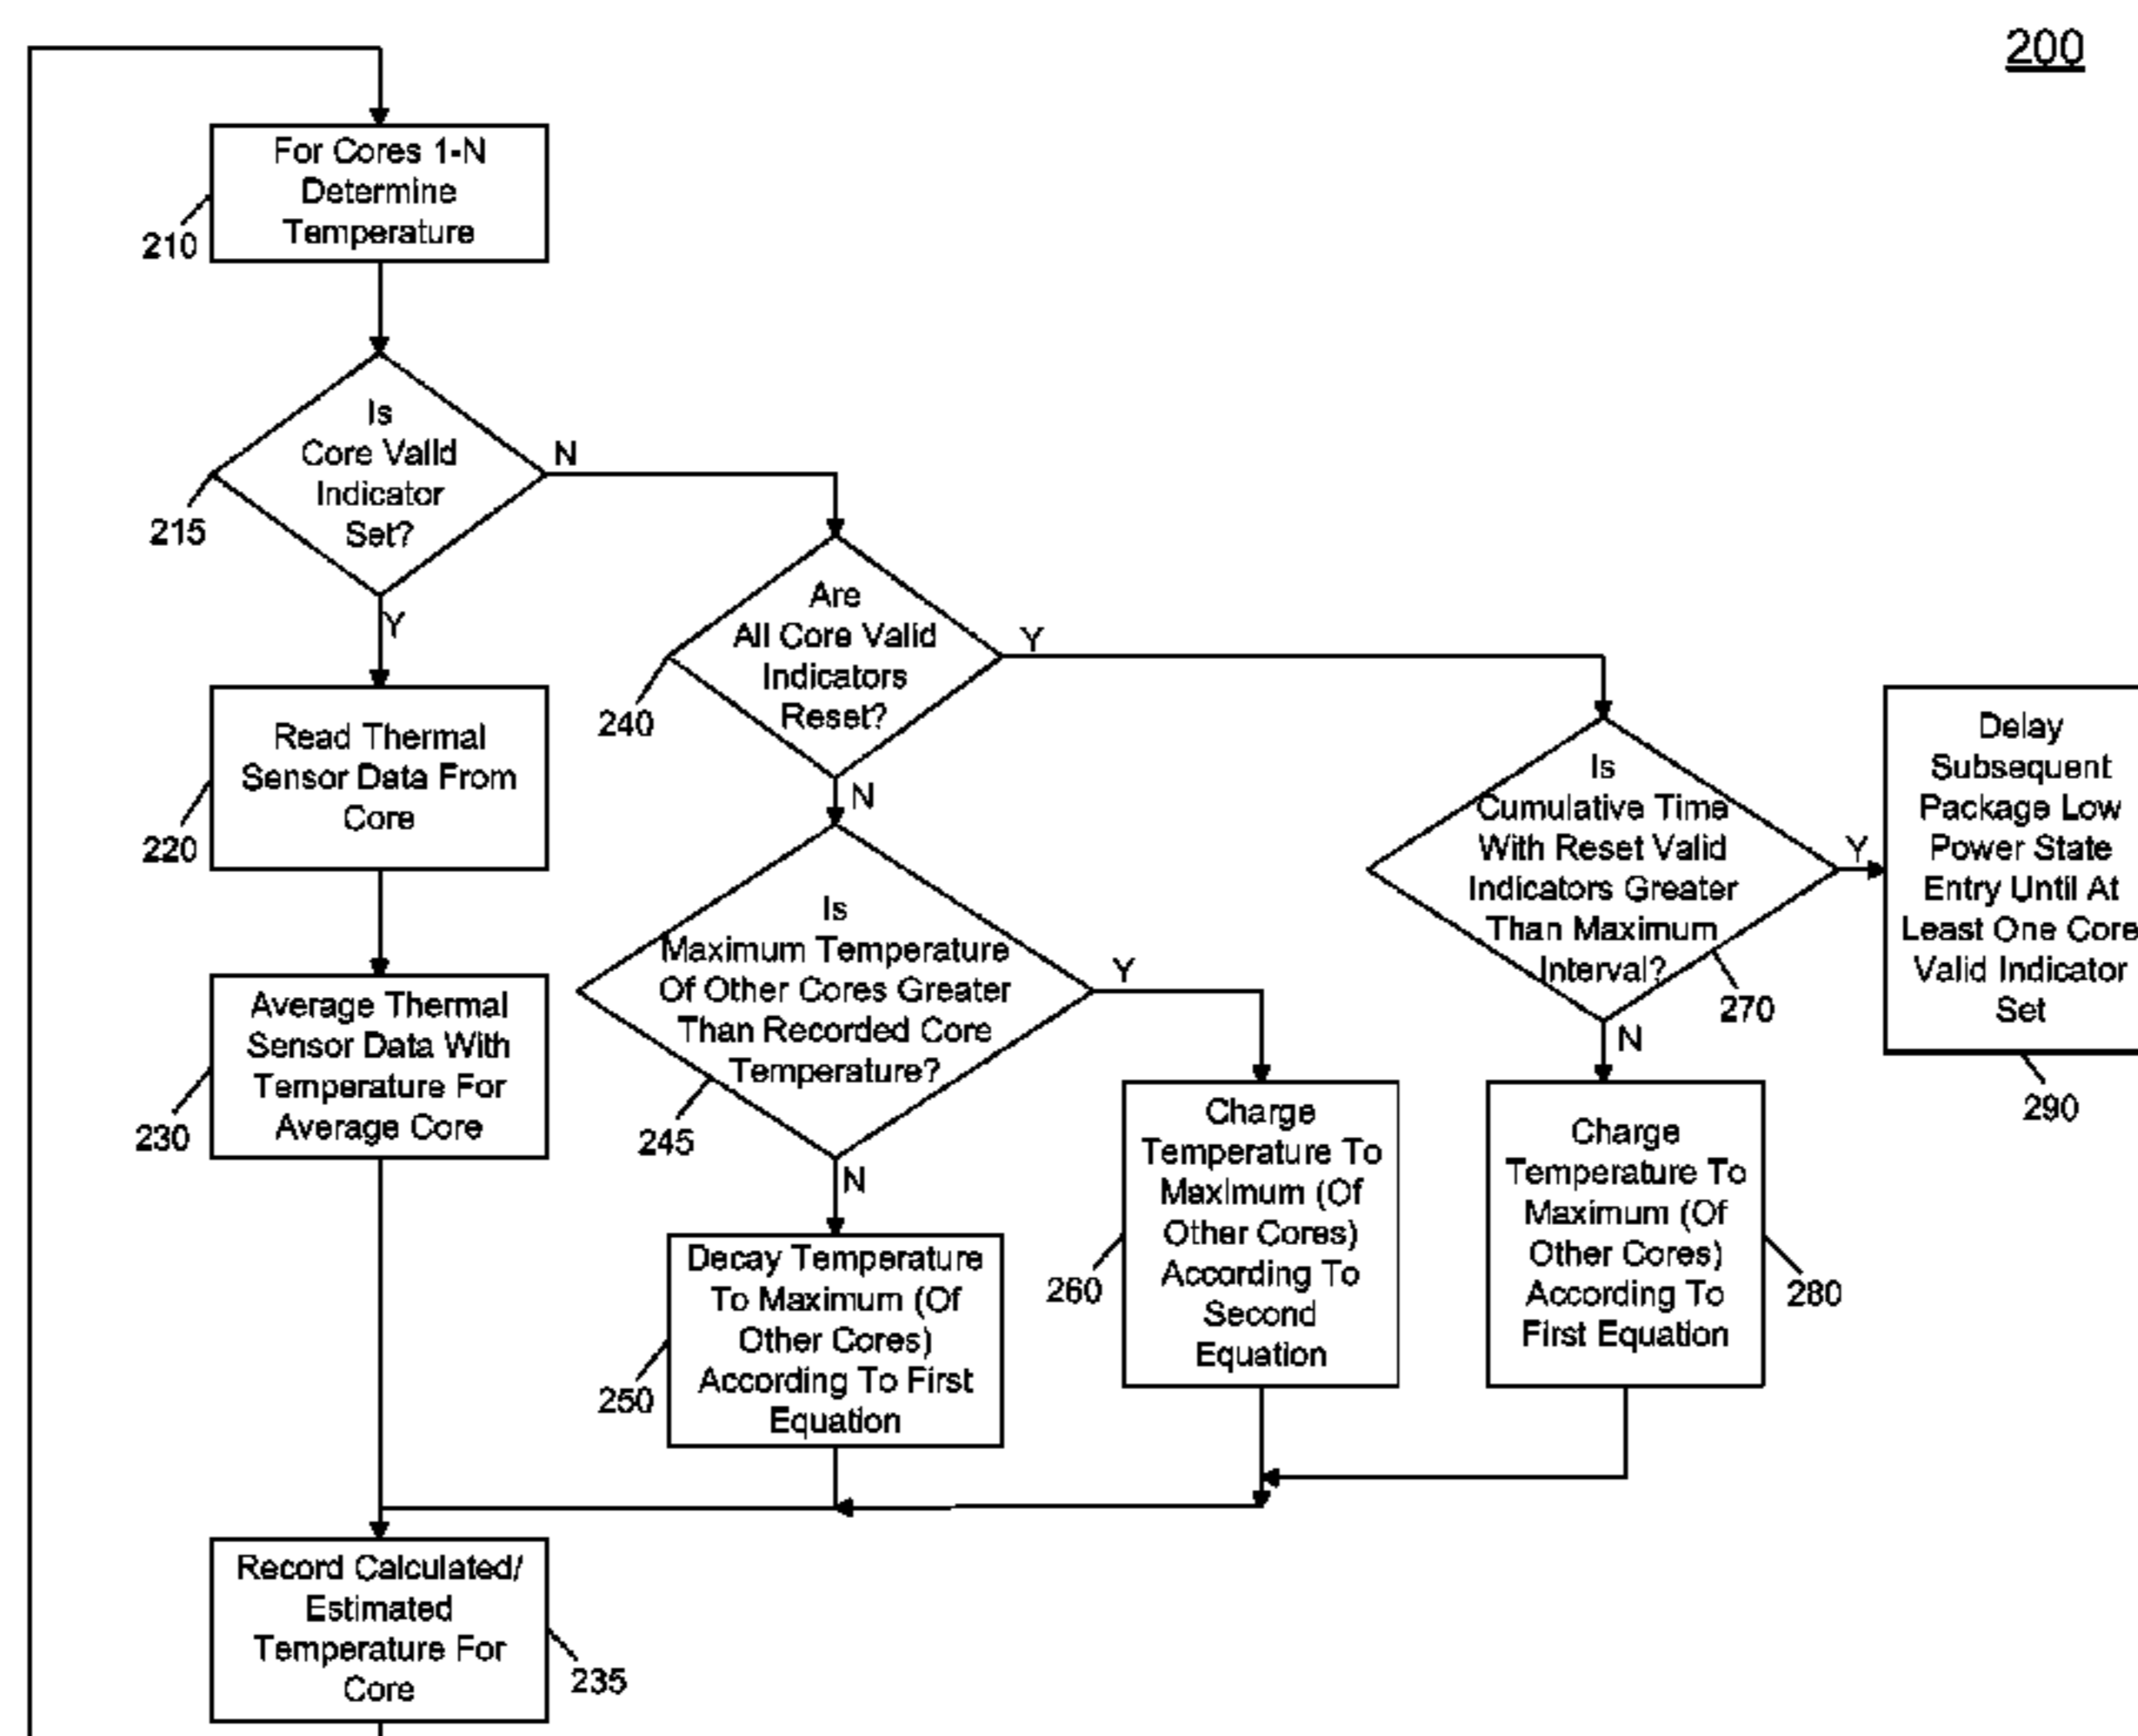 200
For Cores 1-N
Determine
Temperature
210
Is
Core Valid
Indicator
Set?
215
N
Y
Read Thermal
Sensor Data From
Core
220
Average Thermal
Sensor Data With
Temperature For
Average Core
230
Are
All Core Valid
Indicators
Reset?
240
Y
N
Is
Maximum Temperature
Of Other Cores Greater
Than Recorded Core
Temperature?
245
Y
N
Decay Temperature
To Maximum (Of
Other Cores)
According To First
Equation
250
Charge
Temperature To
Maximum (Of
Other Cores)
According To
Second
Equation
260
Is
Cumulative Time
With Reset Valid
Indicators Greater
Than Maximum
Interval?
270
Y
N
Charge
Temperature To
Maximum (Of
Other Cores)
According To
First Equation
280
Delay
Subsequent
Package Low
Power State
Entry Until At
Least One Core
Valid Indicator
Set
290
Record Calculated/
Estimated
Temperature For
Core
235